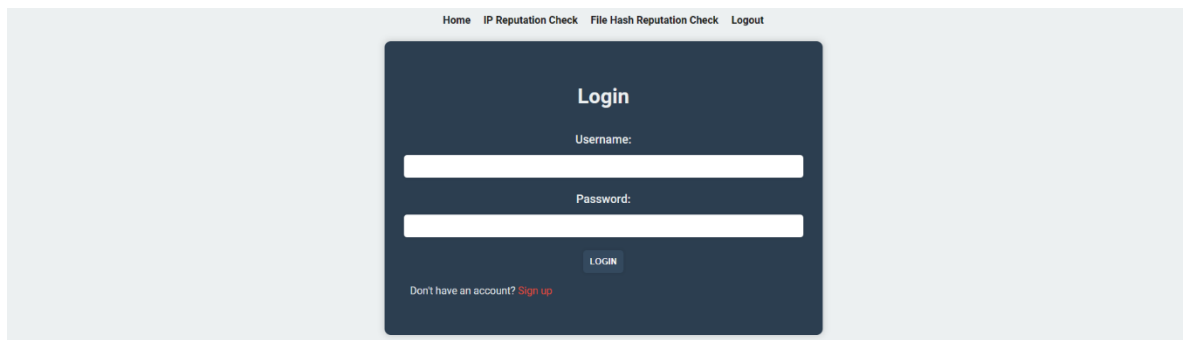 Home IP Reputation Check File Hash Reputation Check Logout
Login
Username:
Password:
LOGIN
Don't have an account? Sign up